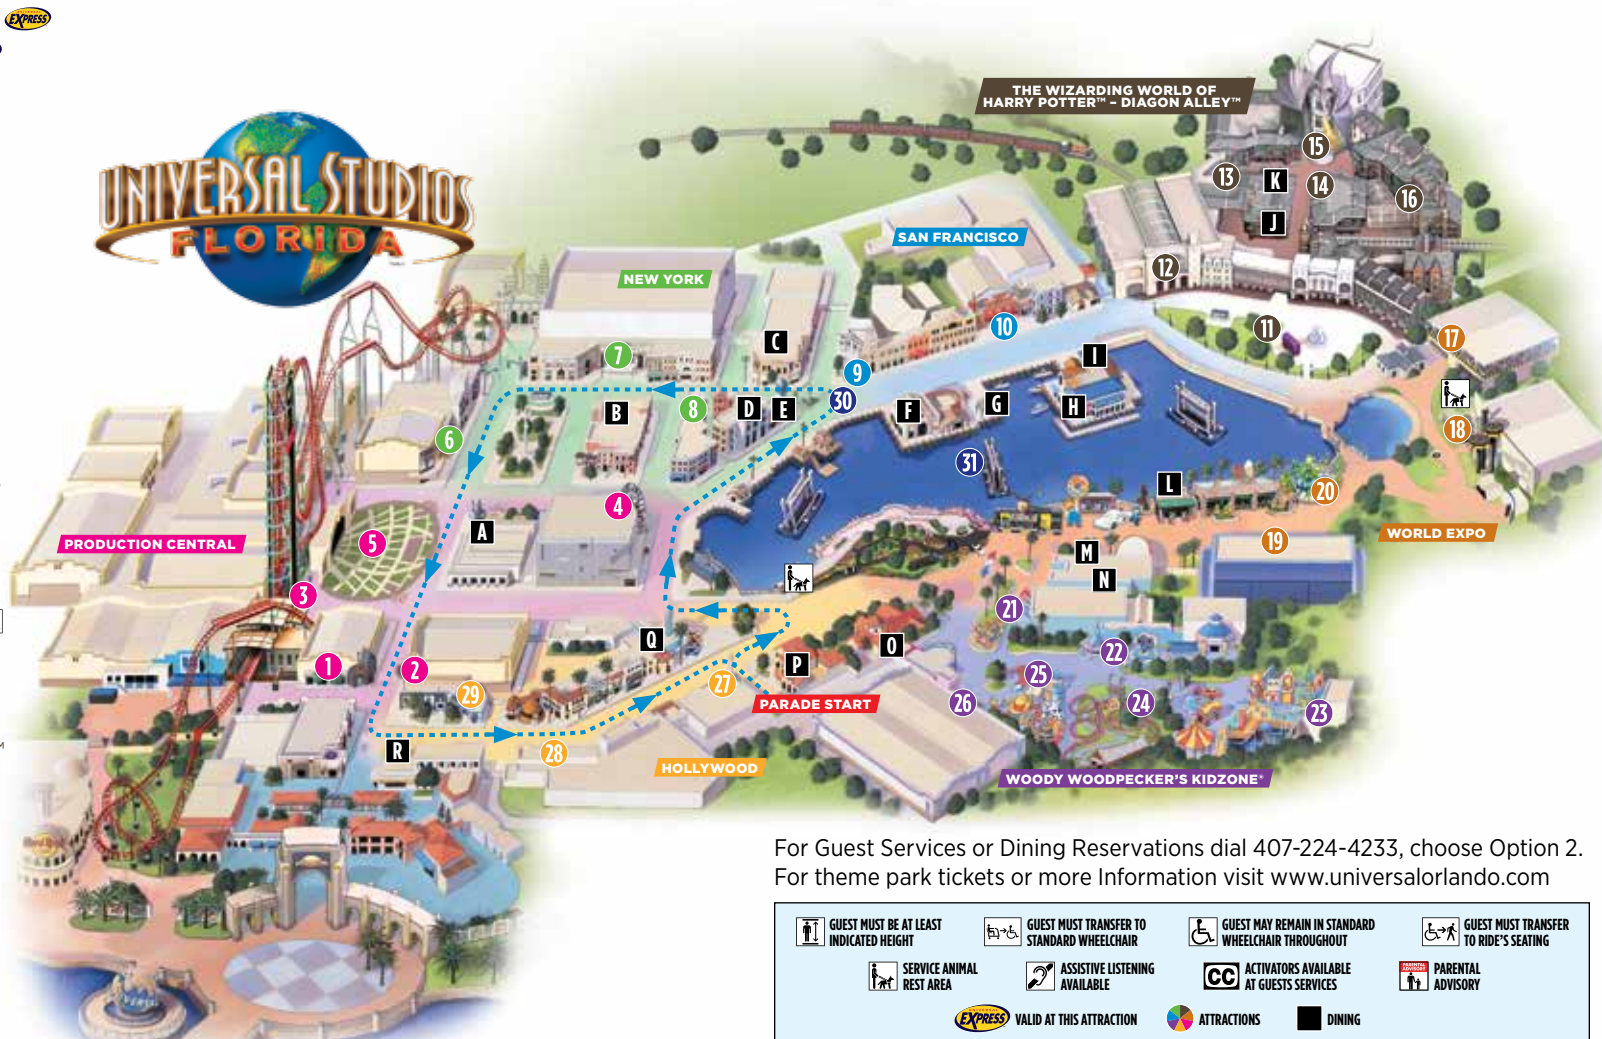 UNIVERSAL
EXPRESS
THE WIZARDING WORLD OF
HARRY POTTER™ – DIAGON ALLEY™
UNIVERSAL STUDIOS
FLORIDA
15
13
K
14
16
J
SAN FRANCISCO
12
NEW YORK
10
11
17
7
C
I
9
30
B
8
D
E
F
G
H
18
6
31
L
20
4
A
5
PRODUCTION CENTRAL
WORLD EXPO
19
M
N
3
21
Q
O
22
1
2
P
25
27
29
26
24
23
PARADE START
R
28
HOLLYWOOD
WOODY WOODPECKER'S KIDZONE®
For Guest Services or Dining Reservations dial 407-224-4233, choose Option 2.
For theme park tickets or more Information visit www.universalorlando.com
GUEST MUST BE AT LEAST
INDICATED HEIGHT
GUEST MUST TRANSFER TO
STANDARD WHEELCHAIR
GUEST MAY REMAIN IN STANDARD
WHEELCHAIR THROUGHOUT
GUEST MUST TRANSFER
TO RIDE'S SEATING
SERVICE ANIMAL
REST AREA
ASSISTIVE LISTENING
AVAILABLE
CC
ACTIVATORS AVAILABLE
AT GUESTS SERVICES
PARENTAL
ADVISORY
PARENTAL
ADVISORY
UNIVERSAL
EXPRESS
VALID AT THIS ATTRACTION
ATTRACTIONS
DINING